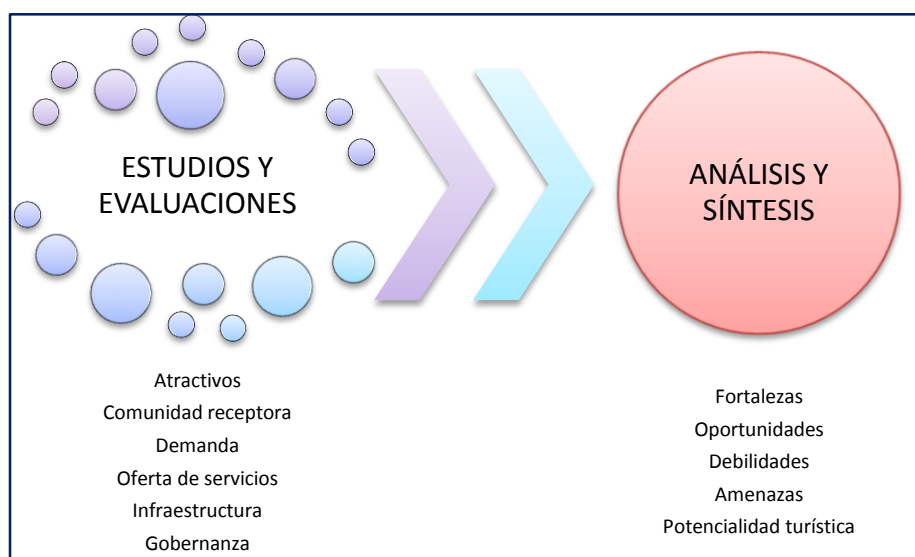 ESTUDIOS Y
EVALUACIONES
Atractivos
Comunidad receptora
Demanda
Oferta de servicios
Infraestructura
Gobernanza
ANÁLISIS Y
SÍNTESIS
Fortalezas
Oportunidades
Debilidades
Amenazas
Potencialidad turística